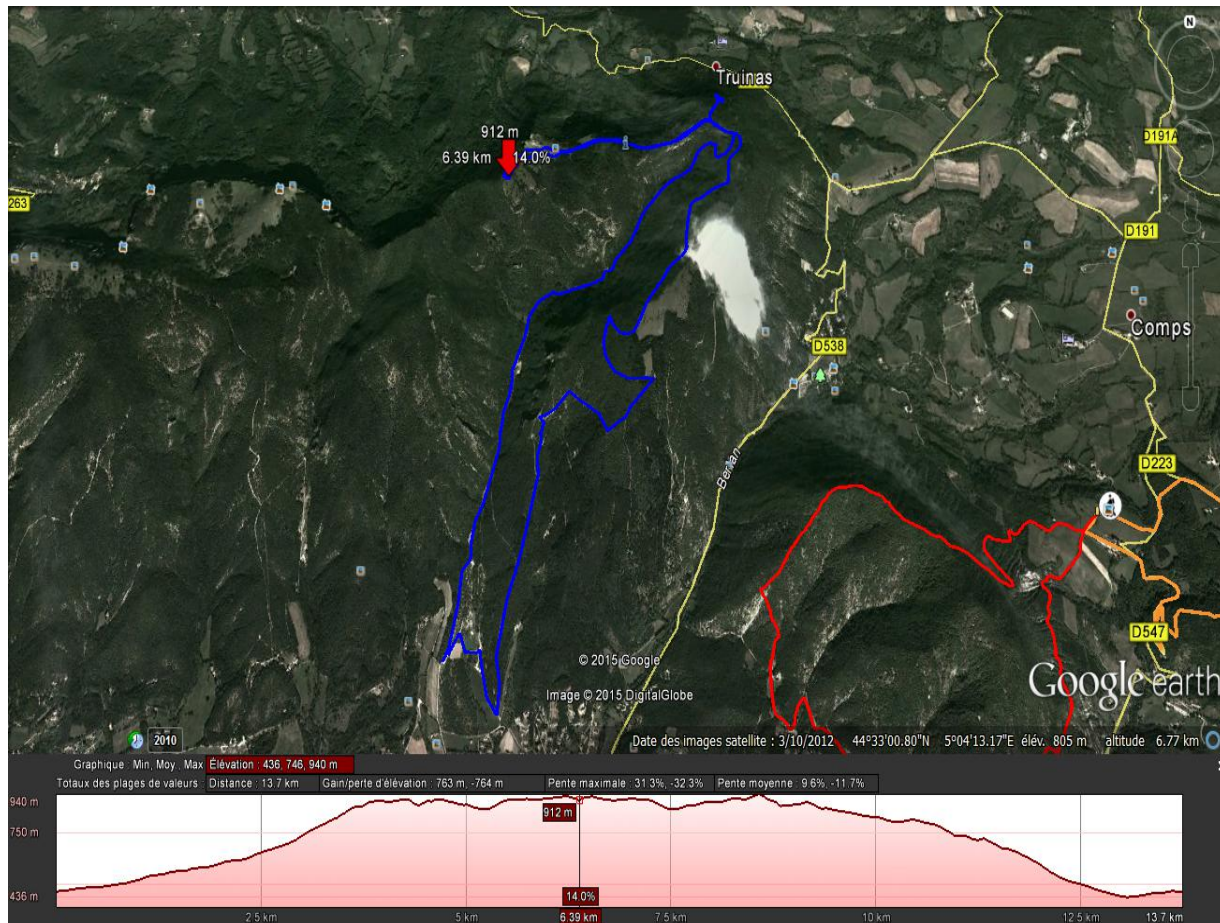 N
Truinas
D191A
912 m
6.39 km 14.0%
263
D191
Comps
D538
D223
D547
© 2015 Google
Image © 2015 DigitalGlobe
Google earth
2010
Date des images satellite : 3/10/2012 44°33'00.80"N 5°04'13.17"E élév. 805 m altitude 6.77 km
Graphique : Min, Moy., Max Élévation : 436, 746, 940 m
Totaux des plages de valeurs : Distance : 13.7 km Gain/perte d'élévation : 763 m, -764 m Pente maximale : 31.3%, -32.3% Pente moyenne : 9.6%, -11.7%
940 m
912 m
750 m
436 m
14.0%
2.5 km 5 km 6.39 km 7.5 km 10 km 12.5 km 13.7 km